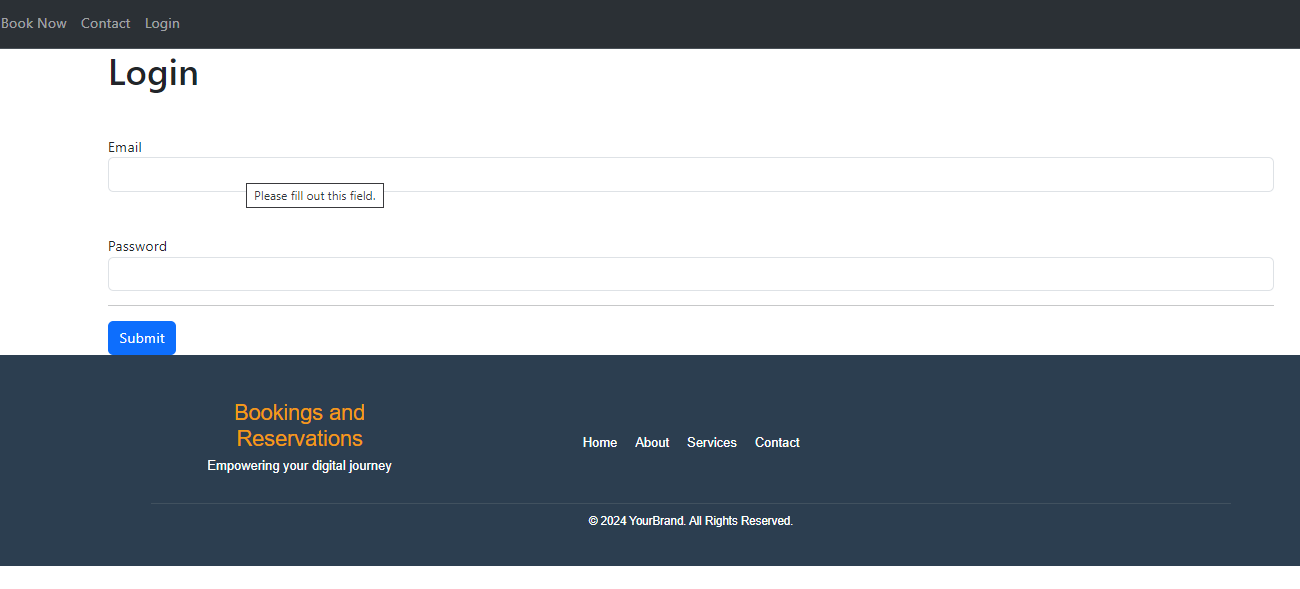 Book Now Contact Login
Login
Email
Please fill out this field.
Password
Submit
Bookings and
Reservations
Empowering your digital journey
Home About Services Contact
© 2024 YourBrand. All Rights Reserved.